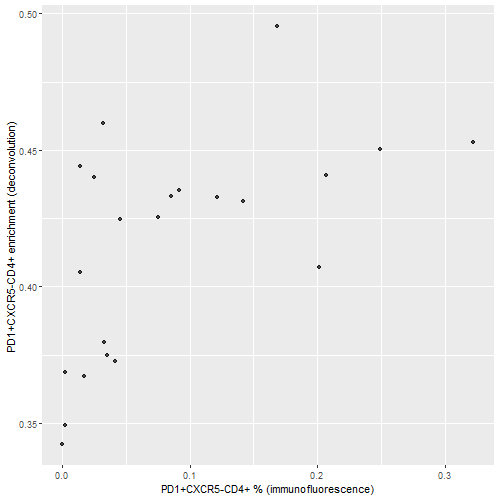 0.50
0.45
0.40
0.35
PD1+CXCR5-CD4+ enrichment (deconvolution)
0.0 0.1 0.2 0.3
PD1+CXCR5-CD4+ % (immunofluorescence)